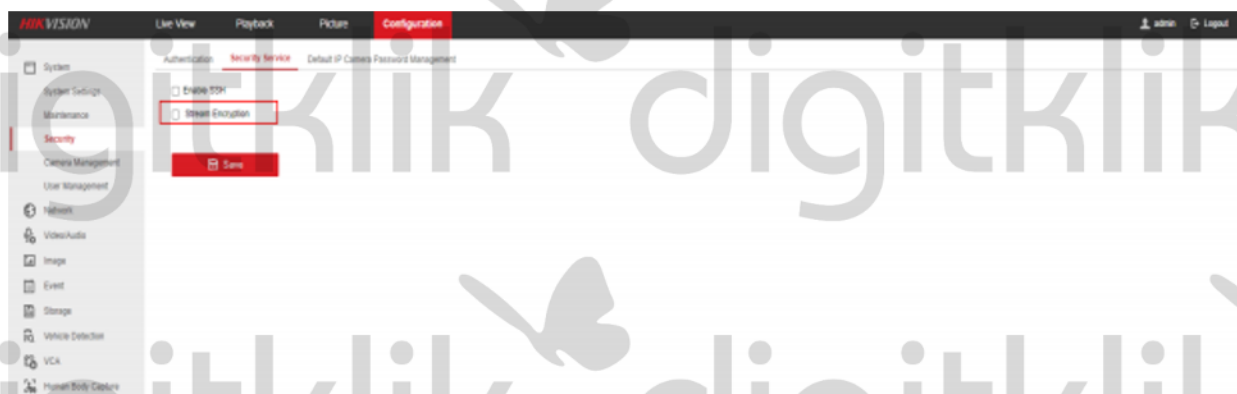 HIKVISION Live View Playback Picture Configuration admin Logout
Authentication Security Service Default IP Camera Password Management
System
System Settings
Maintenance
Security
Camera Management
User Management
Network
Video/Audio
Image
Event
Storage
Vehicle Detection
VCA
Human Body Capture
Enable SSH
Stream Encryption
Save
digitklik digitklik
digitklik digitklik